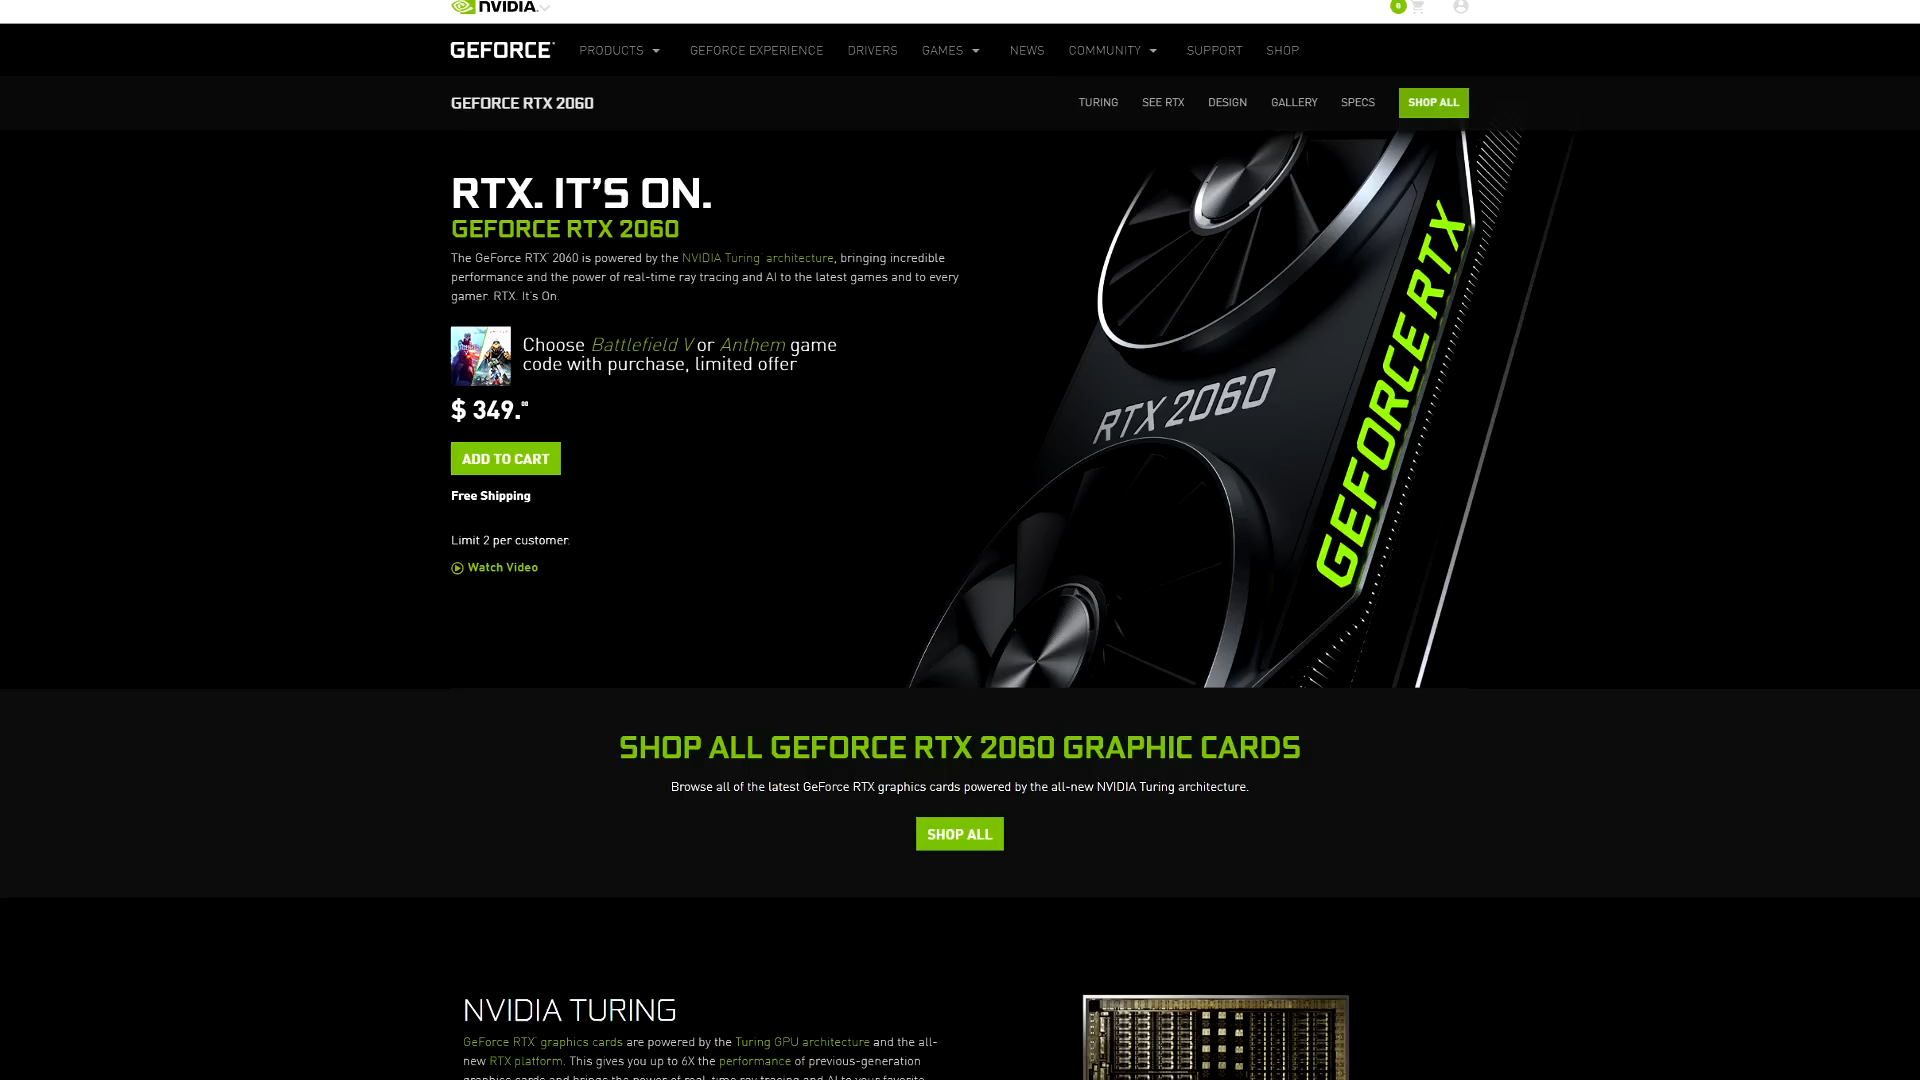 NVIDIA.
GEFORCE
PRODUCTS
GEFORCE EXPERIENCE
DRIVERS
GAMES
NEWS
COMMUNITY
SUPPORT
SHOP
GEFORCE RTX 2060
TURING
SEE RTX
DESIGN
GALLERY
SPECS
SHOP ALL
RTX. IT'S ON.
GEFORCE RTX 2060
The GeForce RTX™ 2060 is powered by the NVIDIA Turing™ architecture, bringing incredible
performance and the power of real-time ray tracing and AI to the latest games and to every
gamer. RTX. It's On.
Choose Battlefield V or Anthem game
code with purchase, limited offer
$ 349.00
ADD TO CART
Free Shipping
Limit 2 per customer.
Watch Video
RTX 2060
GEFORCE RTX
SHOP ALL GEFORCE RTX 2060 GRAPHIC CARDS
Browse all of the latest GeForce RTX graphics cards powered by the all-new NVIDIA Turing architecture.
SHOP ALL
NVIDIA TURING
GeForce RTX™ graphics cards are powered by the Turing GPU architecture and the all-
new RTX platform. This gives you up to 6X the performance of previous-generation
graphics cards and brings the power of real-time ray tracing and AI to your favorite